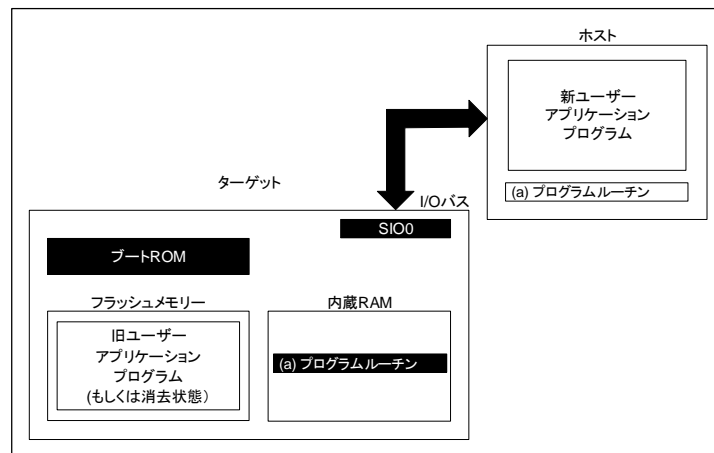 ホスト
新ユーザー
アプリケーション
プログラム
(a) プログラムルーチン
ターゲット
I/Oバス
SIO0
ブートROM
フラッシュメモリー
旧ユーザー
アプリケーション
プログラム
(もしくは消去状態)
内蔵RAM
(a) プログラムルーチン